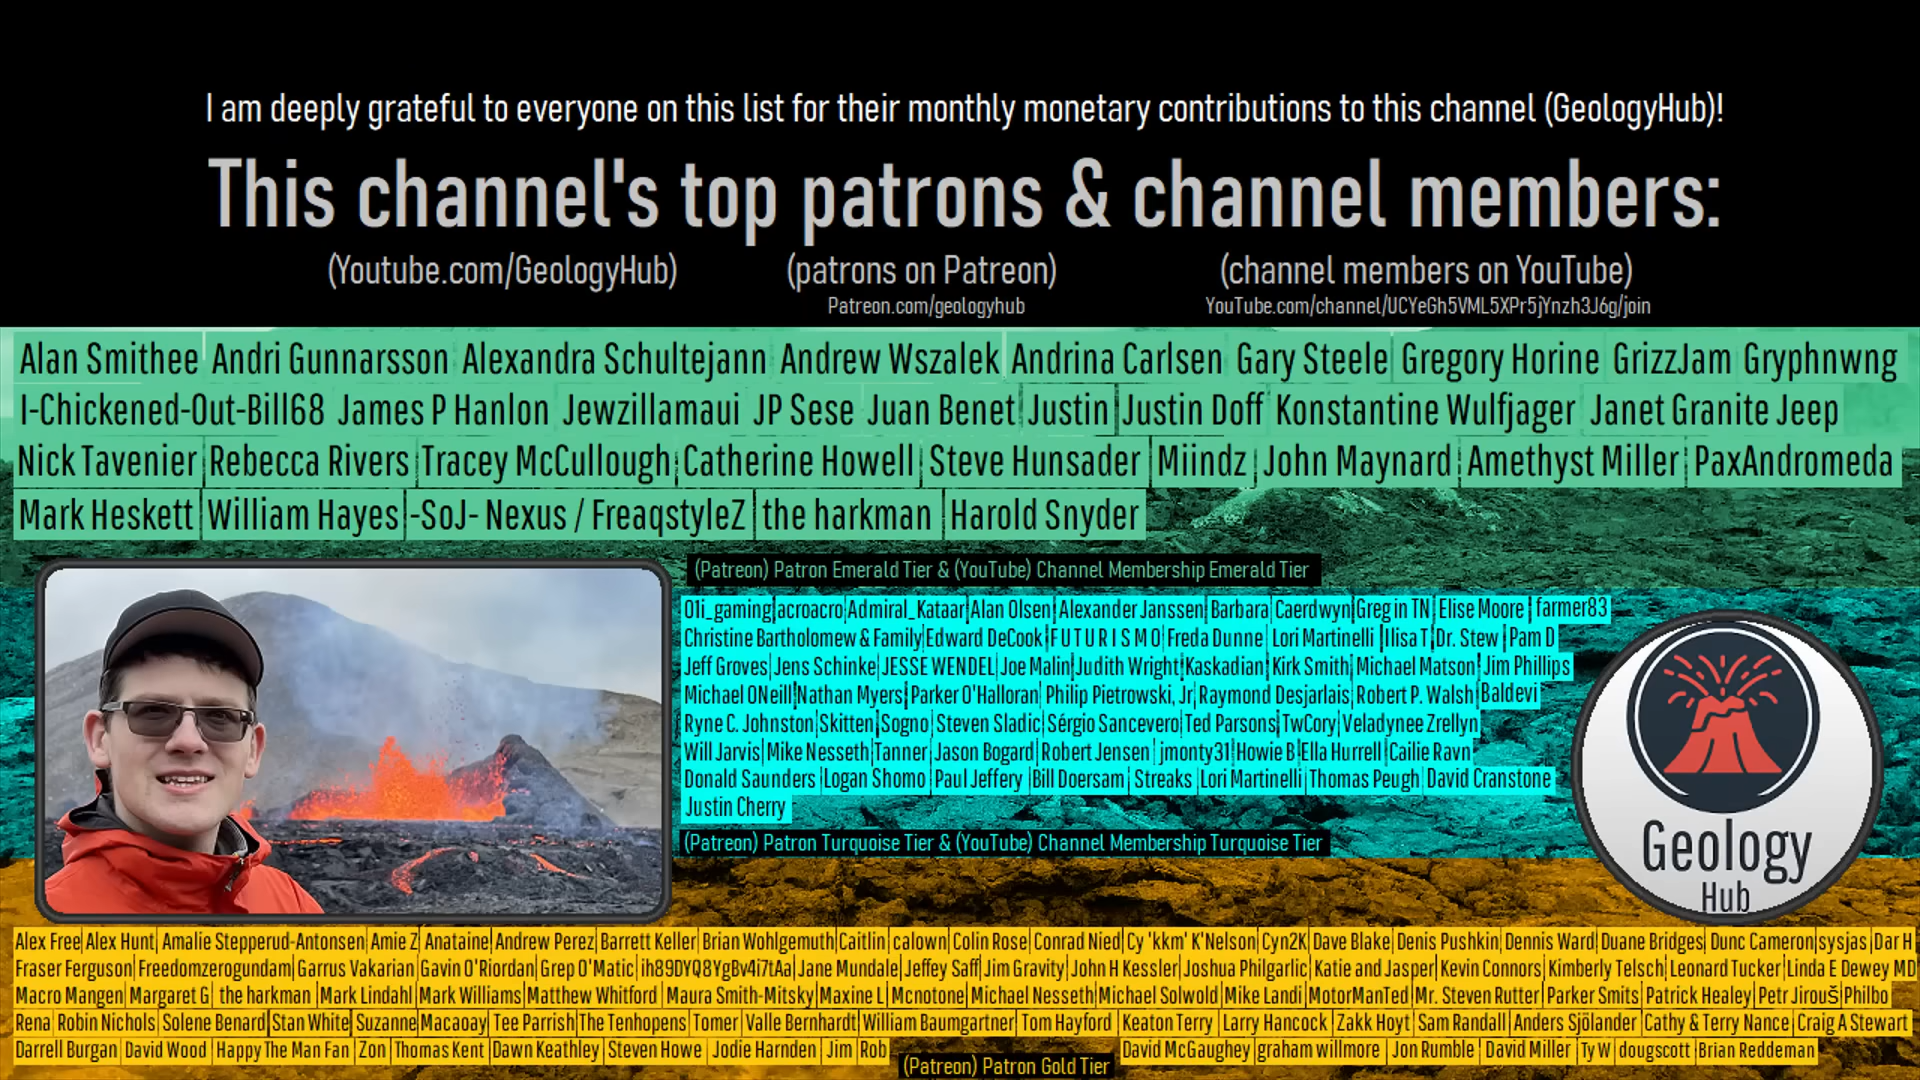 I am deeply grateful to everyone on this list for their monthly monetary contributions to this channel (GeologyHub)!
This channel's top patrons & channel members:
(Youtube.com/GeologyHub) (patrons on Patreon) (channel members on YouTube)
Patreon.com/geologyhub YouTube.com/channel/UCYeGh5VML5XPr5jYnzh3J6g/join
Alan Smithee Andri Gunnarsson Alexandra Schultejann Andrew Wszalek Andrina Carlsen Gary Steele Gregory Horine GrizzJam Gryphnwng
I-Chickened-Out-Bill68 James P Hanlon Jewzillamaui JP Sese Juan Benet Justin Justin Doff Konstantine Wulfjager Janet Granite Jeep
Nick Tavenier Rebecca Rivers Tracey McCullough Catherine Howell Steve Hunsader Miindz John Maynard Amethyst Miller PaxAndromeda
Mark Heskett William Hayes -SoJ- Nexus / FreaqstyleZ the harkman Harold Snyder
(Patreon) Patron Emerald Tier & (YouTube) Channel Membership Emerald Tier
01i_gaming acroacro Admiral_Kataar Alan Olsen Alexander Janssen Barbara Caerdwyn Greg in TN Elise Moore farmer83
Christine Bartholomew & Family Edward DeCook F U T U R I S M O Freda Dunne Lori Martinelli Ilisa T Dr. Stew Pam D
Jeff Groves Jens Schinke JESSE WENDEL Joe Malin Judith Wright Kaskadian Kirk Smith Michael Matson Jim Phillips
Michael ONeill Nathan Myers Parker O'Halloran Philip Pietrowski, Jr Raymond Desjarlais Robert P. Walsh Baldevi
Ryne C. Johnston Skitten Sogno Steven Sladic Sérgio Sancevero Ted Parsons TwCory Veladynee Zrellyn
Will Jarvis Mike Nesseth Tanner Jason Bogard Robert Jensen jmonty31 Howie B Ella Hurrell Cailie Ravn
Donald Saunders Logan Shomo Paul Jeffery Bill Doersam Streaks Lori Martinelli Thomas Peugh David Cranstone
Justin Cherry
(Patreon) Patron Turquoise Tier & (YouTube) Channel Membership Turquoise Tier
Geology
Hub
Alex Free Alex Hunt Amalie Stepperud-Antonsen Amie Z Anataine Andrew Perez Barrett Keller Brian Wohlgemuth Caitlin calown Colin Rose Conrad Nied Cy 'kkm' K'Nelson Cyn2K Dave Blake Denis Pushkin Dennis Ward Duane Bridges Dunc Cameron sysjas Dar H
Fraser Ferguson Freedomzerogundam Garrus Vakarian Gavin O'Riordan Grep O'Matic ih89DYQ8YgBv4i7tAa Jane Mundale Jeffey Saff Jim Gravity John H Kessler Joshua Philgarlic Katie and Jasper Kevin Connors Kimberly Telsch Leonard Tucker Linda E Dewey MD
Macro Mangen Margaret G the harkman Mark Lindahl Mark Williams Matthew Whitford Maura Smith-Mitsky Maxine L Mcnotone Michael Nesseth Michael Solwold Mike Landi MotorManTed Mr. Steven Rutter Parker Smits Patrick Healey Petr Jirouš Philbo
Rena Robin Nichols Solene Benard Stan White Suzanne Macaoay Tee Parrish The Tenhopens Tomer Valle Bernhardt William Baumgartner Tom Hayford Keaton Terry Larry Hancock Zakk Hoyt Sam Randall Anders Sjölander Cathy & Terry Nance Craig A Stewart
Darrell Burgan David Wood Happy The Man Fan Zon Thomas Kent Dawn Keathley Steven Howe Jodie Harnden Jim Rob David McGaughey graham willmore Jon Rumble David Miller Ty W dougscott Brian Reddeman
(Patreon) Patron Gold Tier